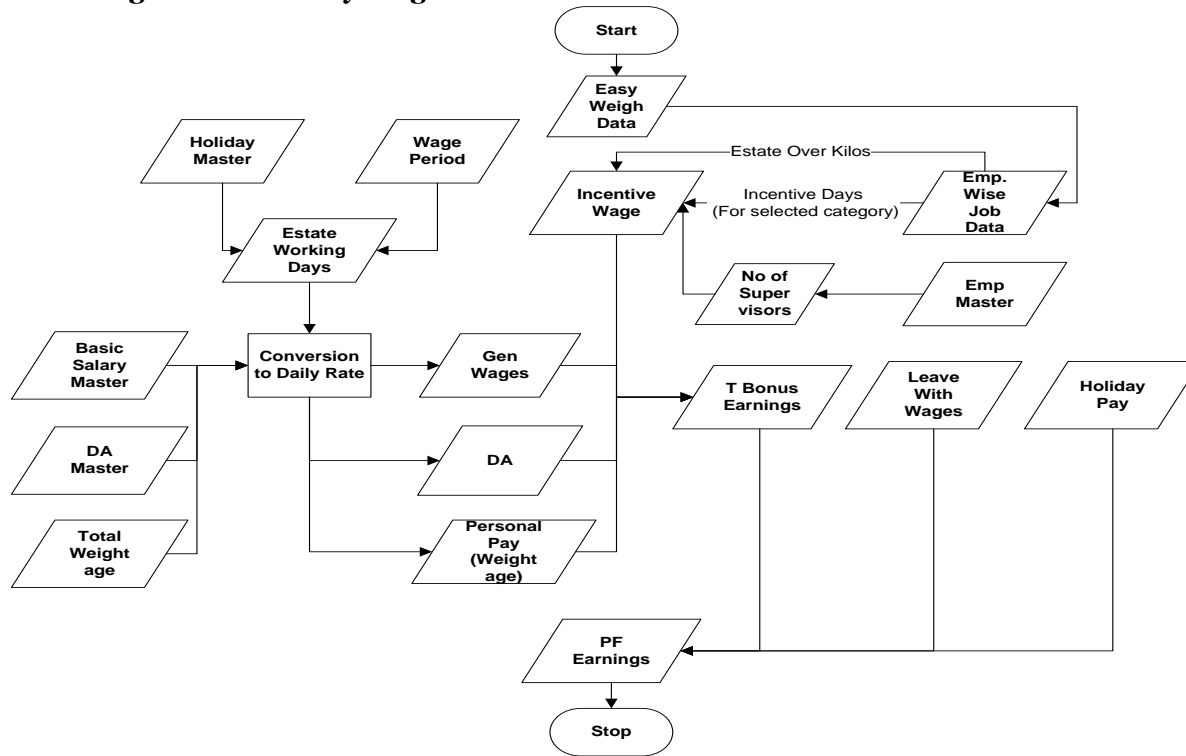 Start
Easy
Weigh
Data
Holiday
Master
Wage
Period
Estate Over Kilos
Incentive
Wage
Incentive Days
(For selected category)
Emp.
Wise
Job
Data
Estate
Working
Days
No of
Super
visors
Emp
Master
Basic
Salary
Master
Conversion
to Daily Rate
Gen
Wages
T Bonus
Earnings
Leave
With
Wages
Holiday
Pay
DA
Master
DA
Total
Weight
age
Personal
Pay
(Weight
age)
PF
Earnings
Stop